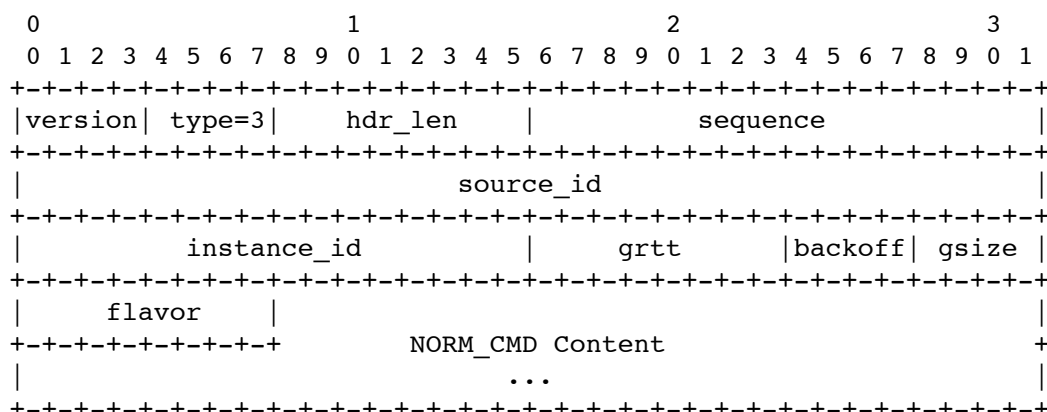 0                   1                   2                   3
 0 1 2 3 4 5 6 7 8 9 0 1 2 3 4 5 6 7 8 9 0 1 2 3 4 5 6 7 8 9 0 1
+-+-+-+-+-+-+-+-+-+-+-+-+-+-+-+-+-+-+-+-+-+-+-+-+-+-+-+-+-+-+-+-+
|version| type=3|    hdr_len    |          sequence             |
+-+-+-+-+-+-+-+-+-+-+-+-+-+-+-+-+-+-+-+-+-+-+-+-+-+-+-+-+-+-+-+-+
|                           source_id                           |
+-+-+-+-+-+-+-+-+-+-+-+-+-+-+-+-+-+-+-+-+-+-+-+-+-+-+-+-+-+-+-+-+
|          instance_id          |     grtt      |backoff| gsize |
+-+-+-+-+-+-+-+-+-+-+-+-+-+-+-+-+-+-+-+-+-+-+-+-+-+-+-+-+-+-+-+-+
|     flavor    |                                               |
+-+-+-+-+-+-+-+-+        NORM_CMD Content                       +
|                              ...                              |
+-+-+-+-+-+-+-+-+-+-+-+-+-+-+-+-+-+-+-+-+-+-+-+-+-+-+-+-+-+-+-+-+